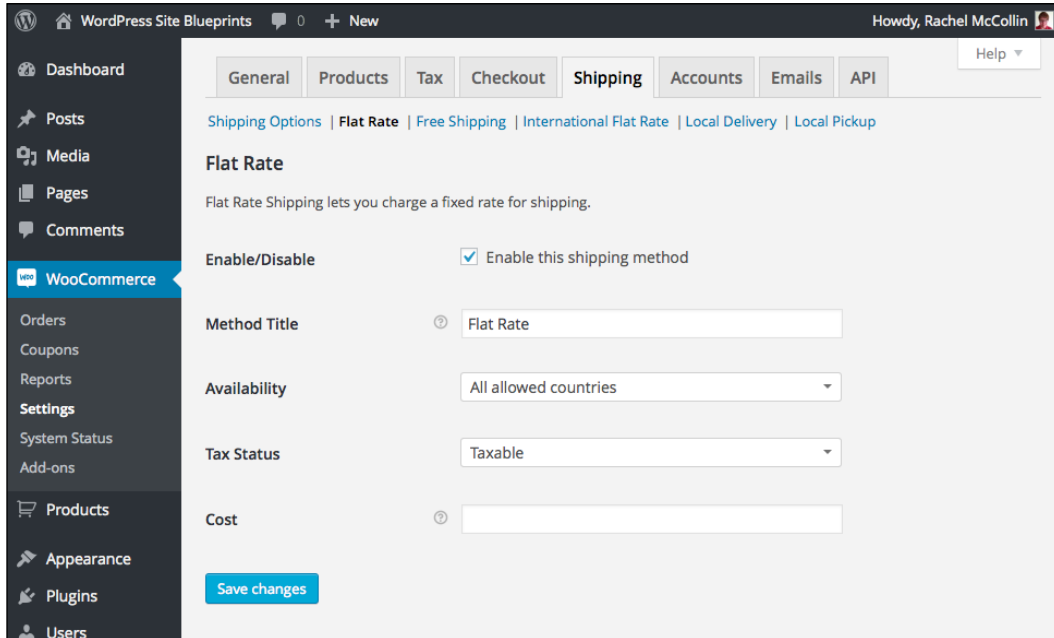 WordPress Site Blueprints 0 + New Howdy, Rachel McCollin
Help
Dashboard
Posts
Media
Pages
Comments
WooCommerce
Orders
Coupons
Reports
Settings
System Status
Add-ons
Products
Appearance
Plugins
Users
General Products Tax Checkout Shipping Accounts Emails API
Shipping Options | Flat Rate | Free Shipping | International Flat Rate | Local Delivery | Local Pickup
Flat Rate
Flat Rate Shipping lets you charge a fixed rate for shipping.
Enable/Disable Enable this shipping method
Method Title ? Flat Rate
Availability All allowed countries
Tax Status Taxable
Cost ?
Save changes